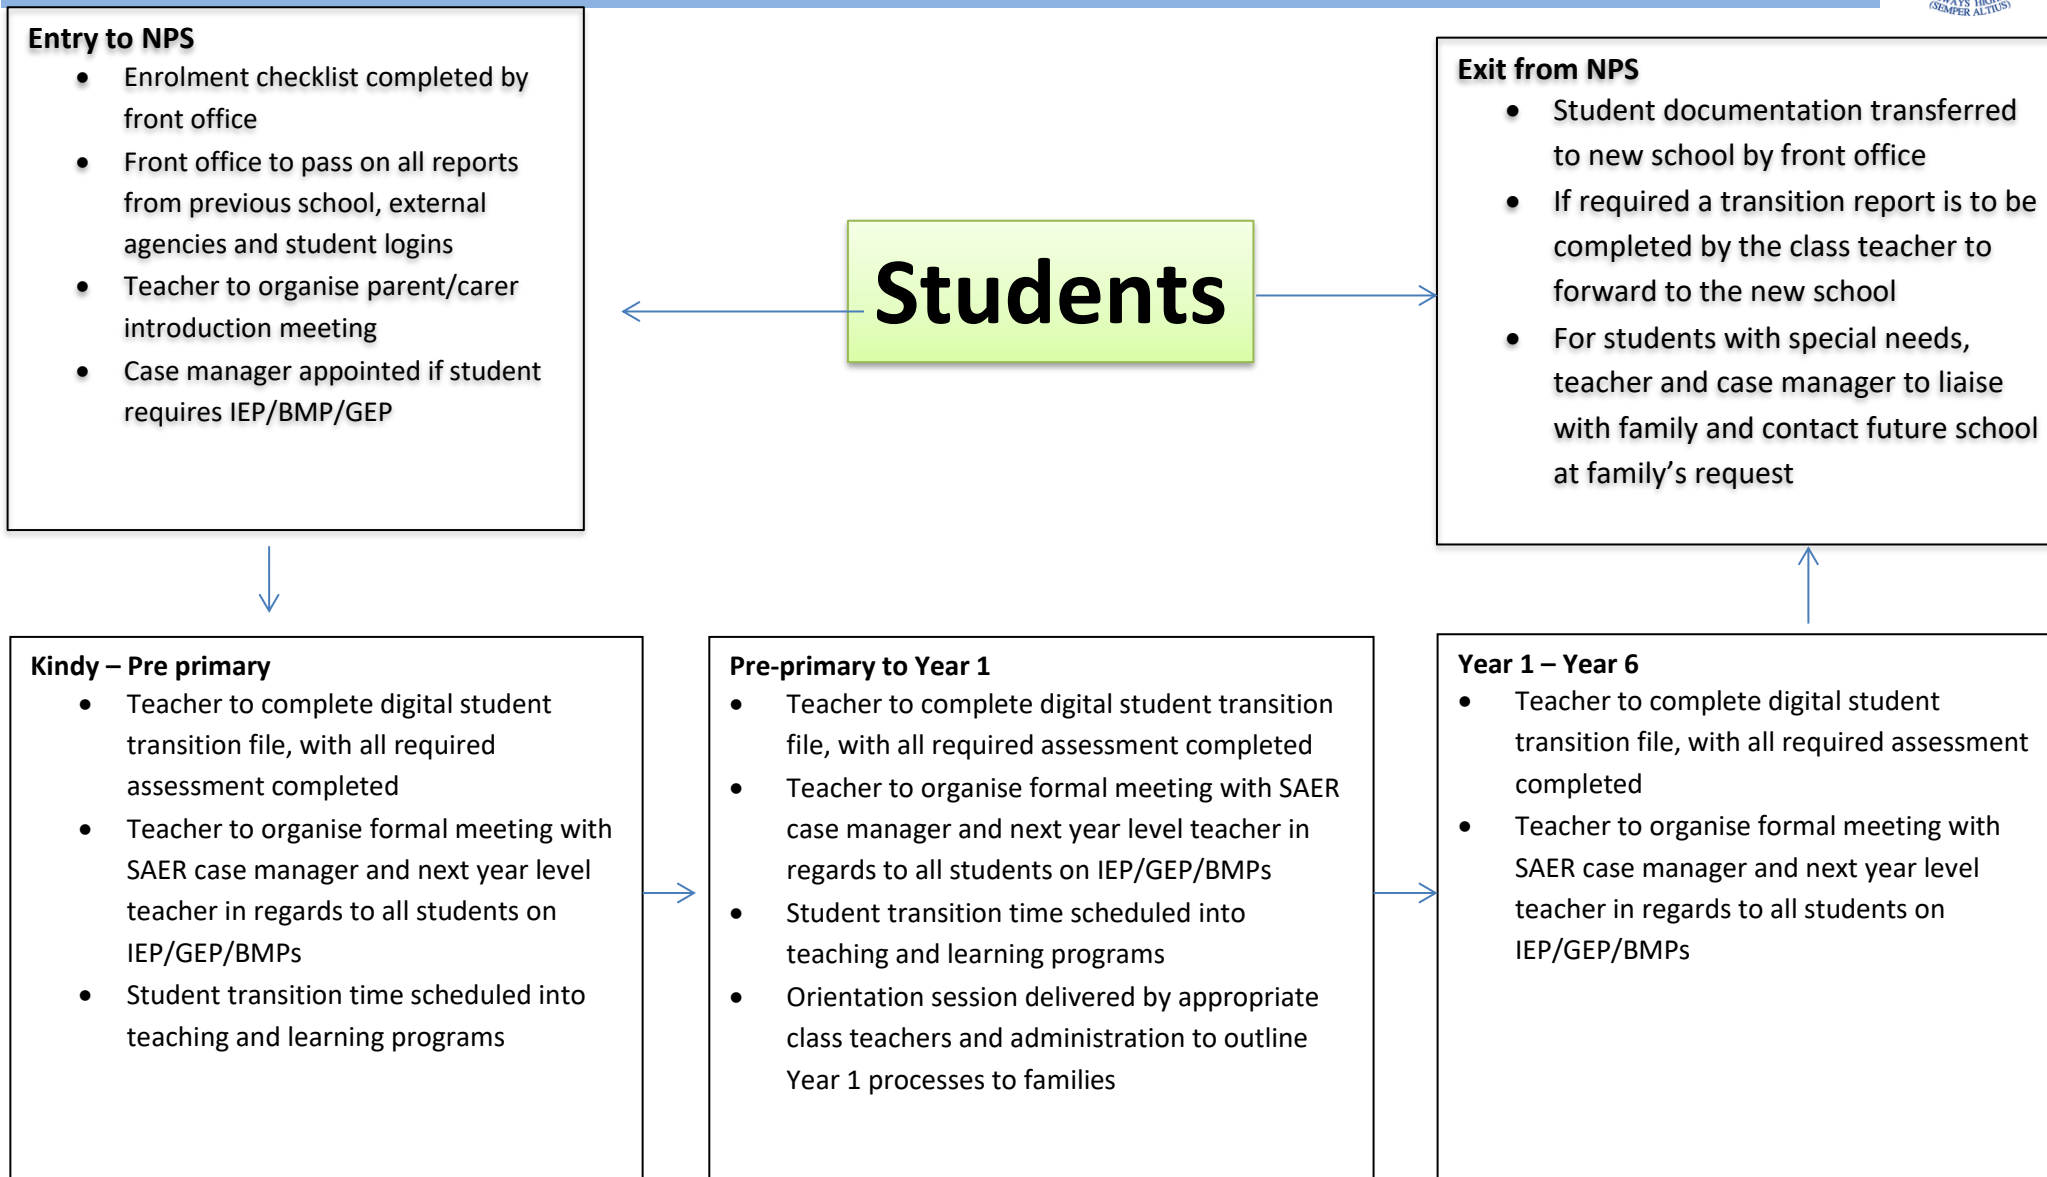 ALWAYS HIGHER
(SEMPER ALTIUS)
Entry to NPS
• Enrolment checklist completed by
front office
• Front office to pass on all reports
from previous school, external
agencies and student logins
• Teacher to organise parent/carer
introduction meeting
• Case manager appointed if student
requires IEP/BMP/GEP
Students
Exit from NPS
• Student documentation transferred
to new school by front office
• If required a transition report is to be
completed by the class teacher to
forward to the new school
• For students with special needs,
teacher and case manager to liaise
with family and contact future school
at family’s request
Kindy – Pre primary
• Teacher to complete digital student
transition file, with all required
assessment completed
• Teacher to organise formal meeting with
SAER case manager and next year level
teacher in regards to all students on
IEP/GEP/BMPs
• Student transition time scheduled into
teaching and learning programs
Pre-primary to Year 1
• Teacher to complete digital student transition
file, with all required assessment completed
• Teacher to organise formal meeting with SAER
case manager and next year level teacher in
regards to all students on IEP/GEP/BMPs
• Student transition time scheduled into
teaching and learning programs
• Orientation session delivered by appropriate
class teachers and administration to outline
Year 1 processes to families
Year 1 – Year 6
• Teacher to complete digital student
transition file, with all required assessment
completed
• Teacher to organise formal meeting with
SAER case manager and next year level
teacher in regards to all students on
IEP/GEP/BMPs